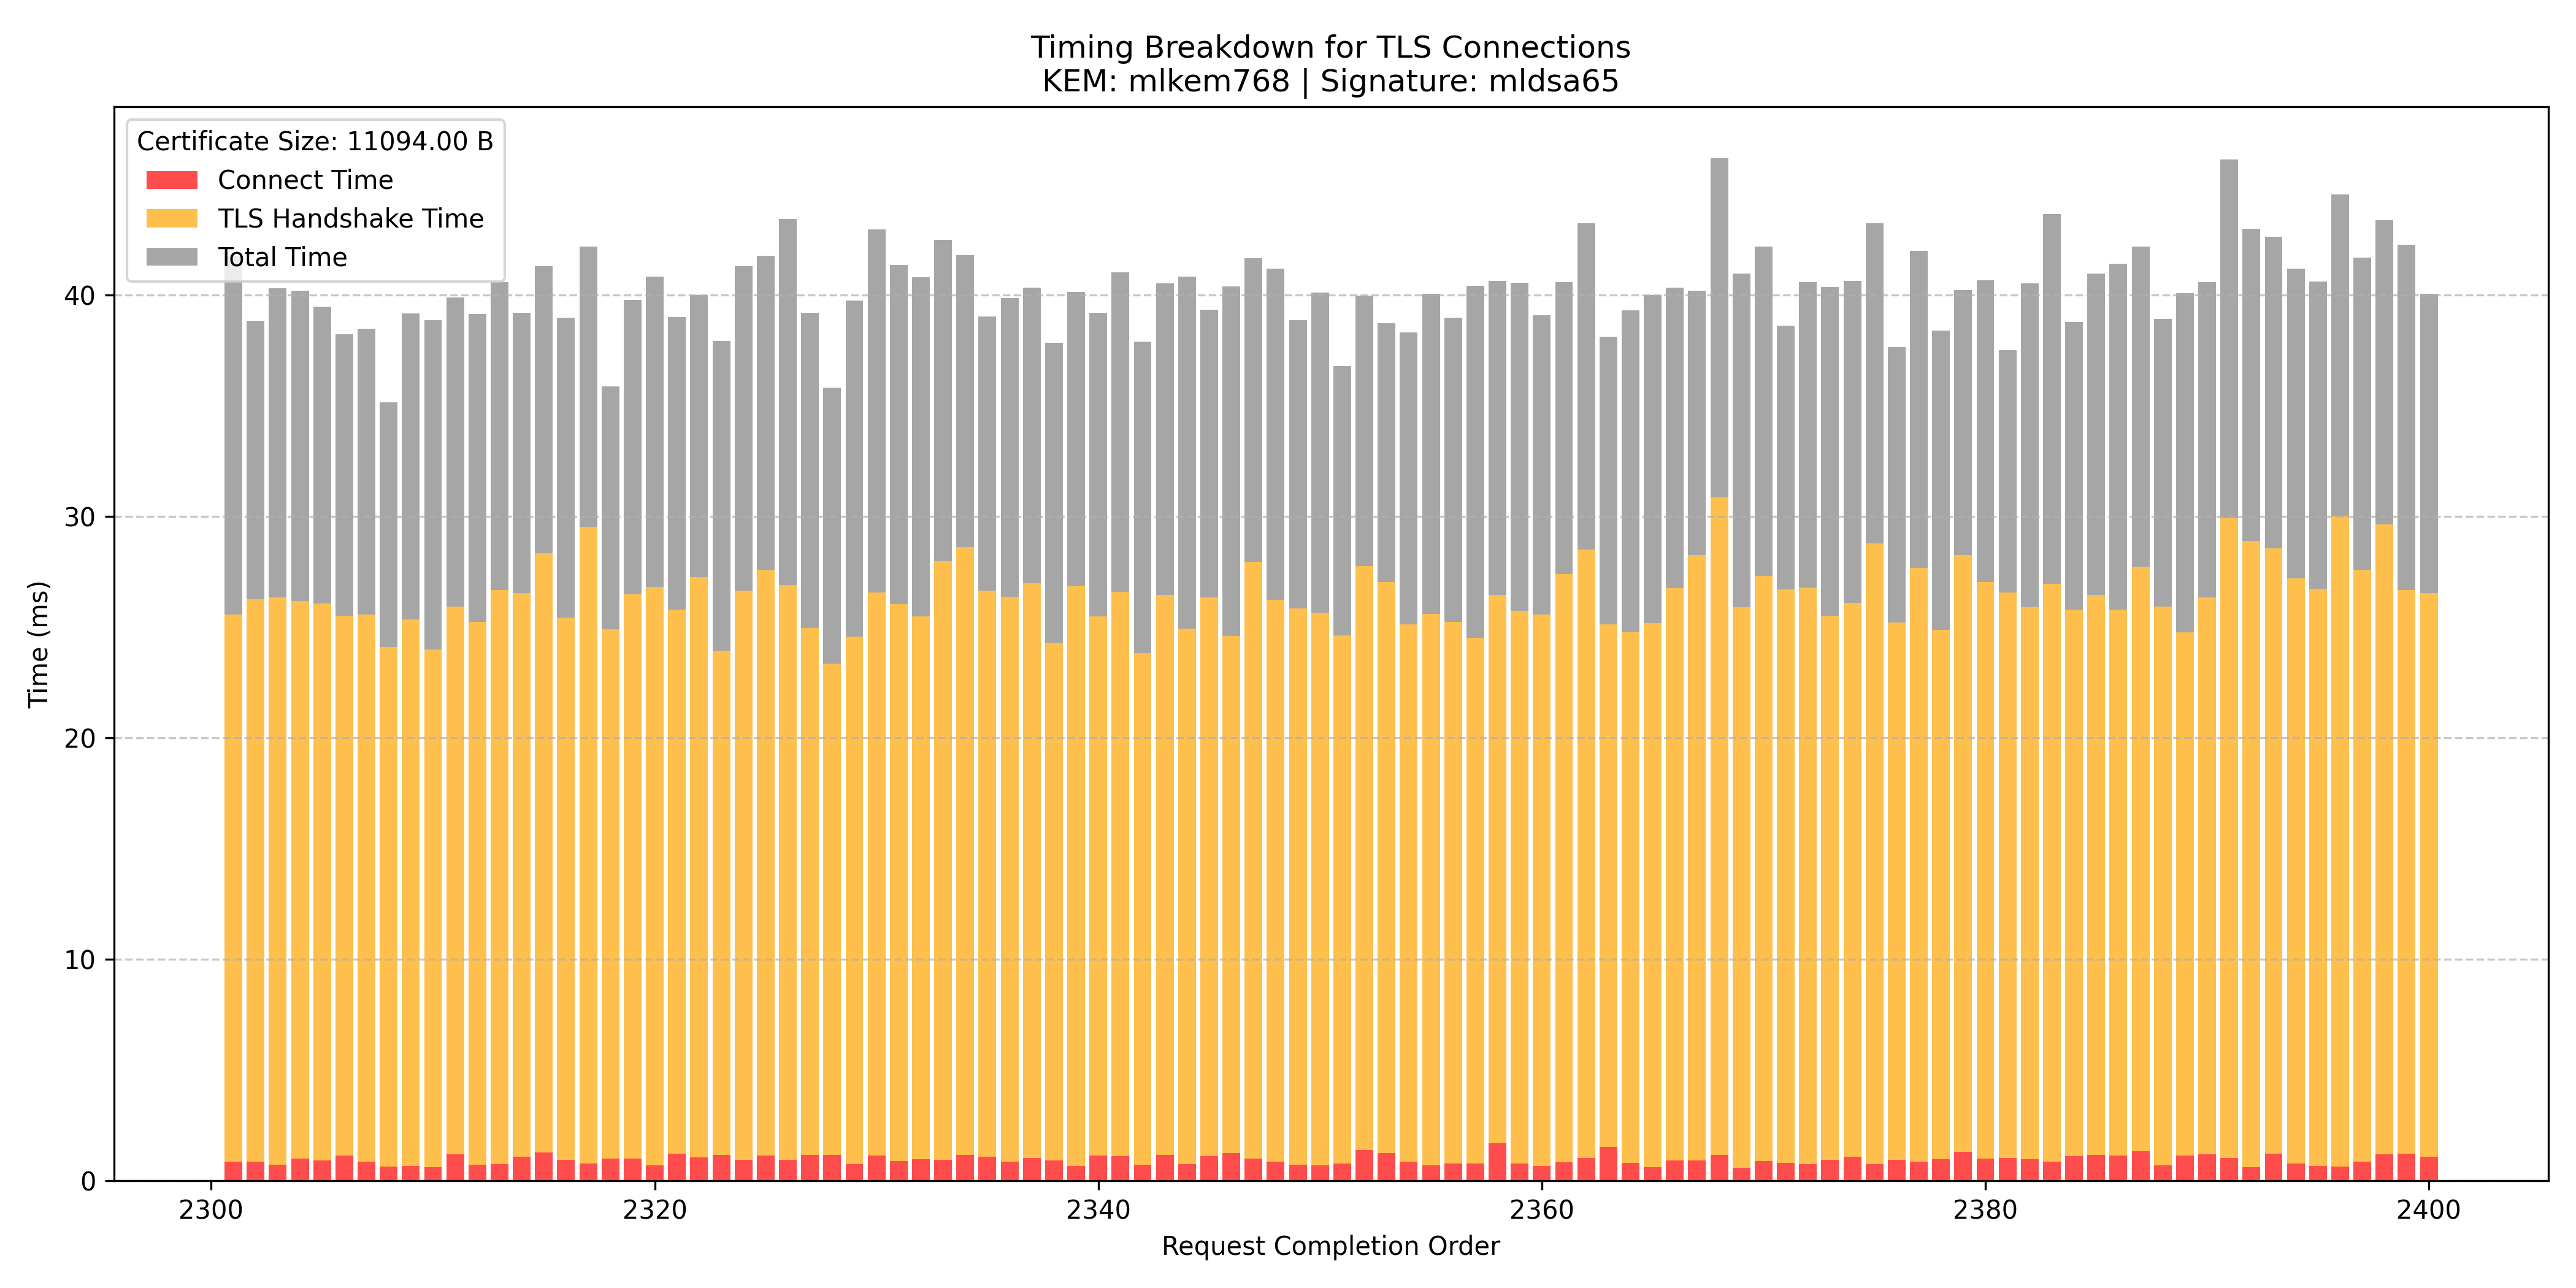 Timing Breakdown for TLS Connections
KEM: mlkem768 | Signature: mldsa65
Certificate Size: 11094.00 B
Connect Time
TLS Handshake Time
Total Time
Time (ms)
40
30
20
10
0
2300 2320 2340 2360 2380 2400
Request Completion Order